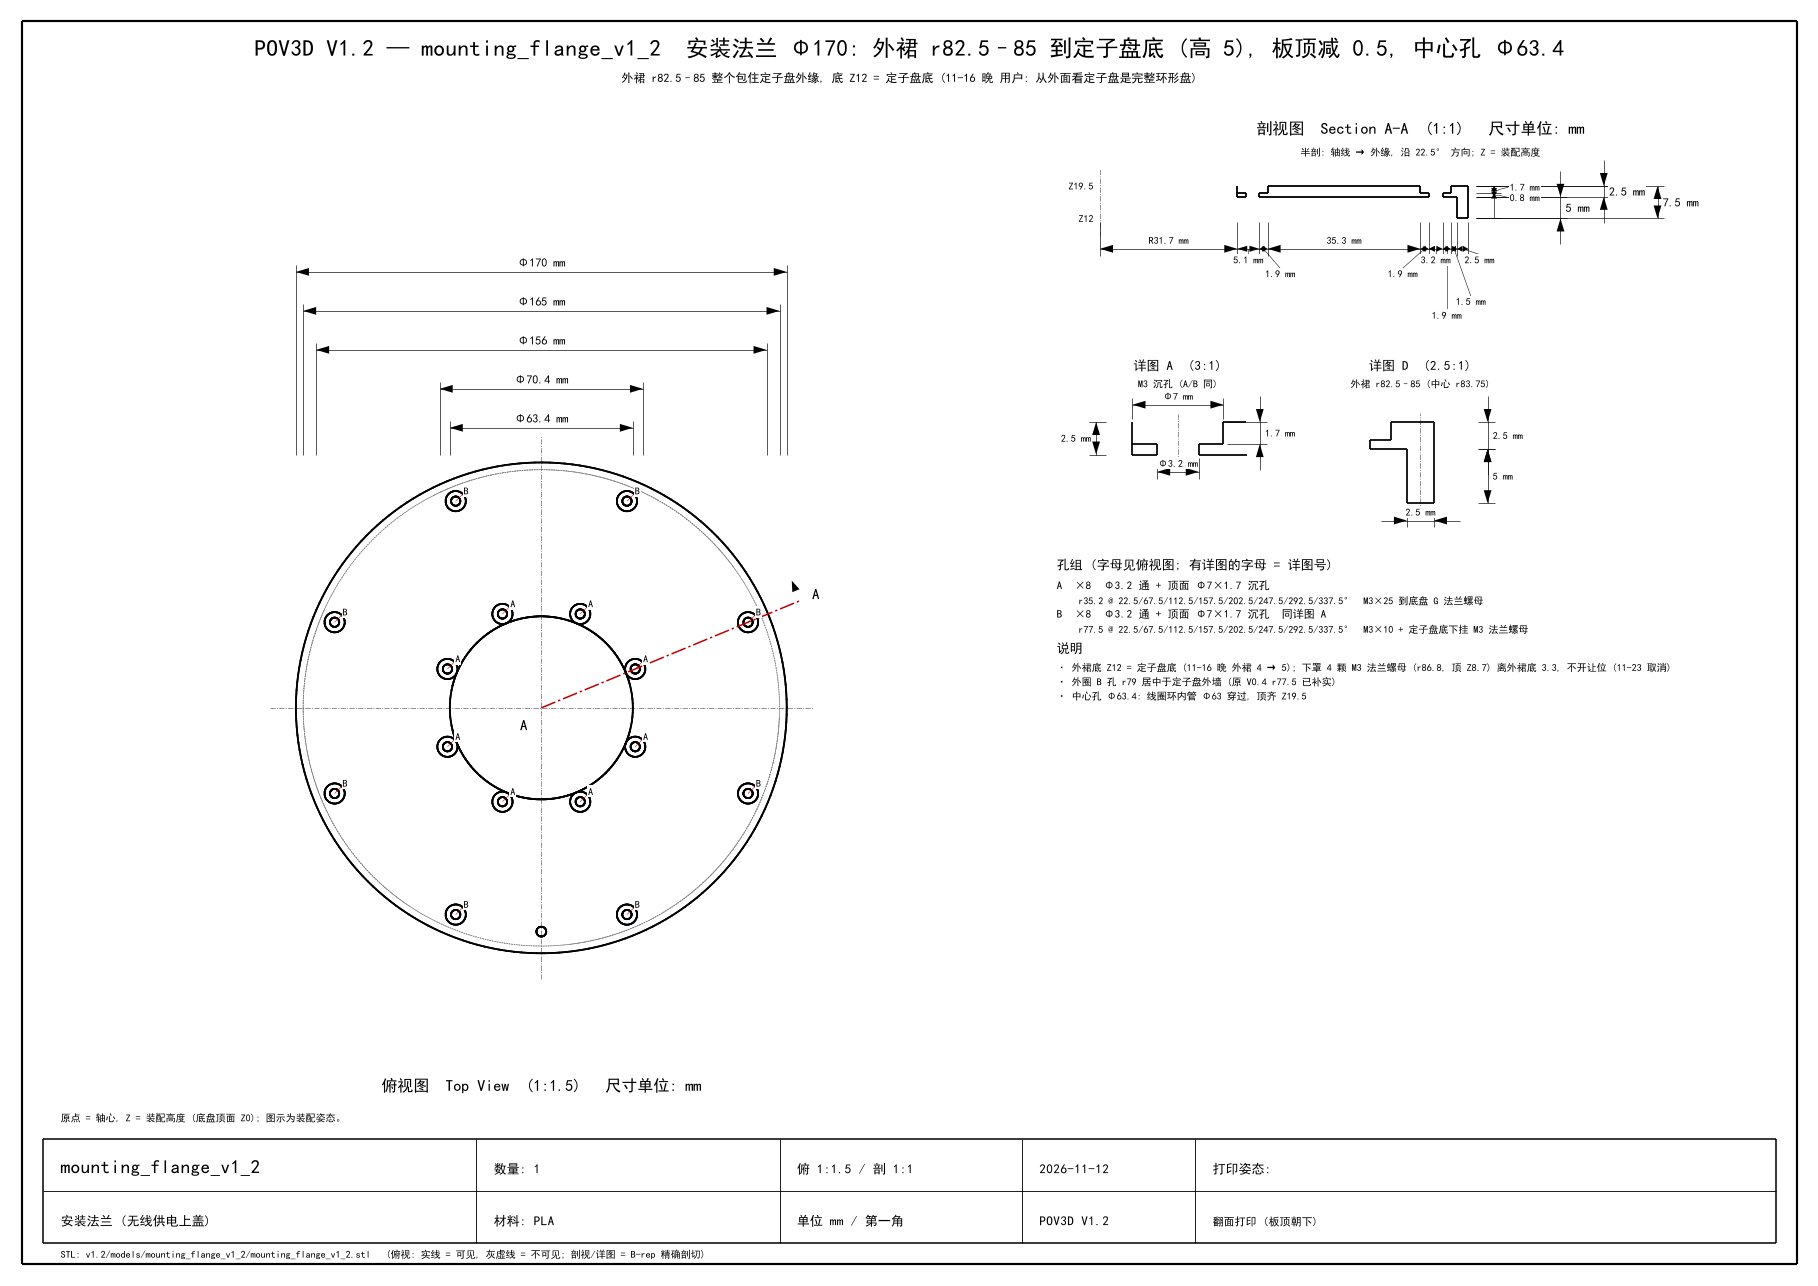 POV3D V1.2 — mounting_flange_v1_2 安装法兰 Φ170: 外裙 r82.5–85 到定子盘底 (高 5), 板顶减 0.5, 中心孔 Φ63.4
外裙 r82.5–85 整个包住定子盘外缘, 底 Z12 = 定子盘底 (11-16 晚 用户: 从外面看定子盘是完整环形盘)
剖视图 Section A-A (1:1) 尺寸单位: mm
半剖: 轴线 → 外缘, 沿 22.5° 方向; Z = 装配高度
Z19.5
Z12
1.7 mm
0.8 mm
2.5 mm
5 mm
7.5 mm
R31.7 mm
35.3 mm
5.1 mm
1.9 mm
1.9 mm
3.2 mm
2.5 mm
1.5 mm
1.9 mm
Φ170 mm
Φ165 mm
Φ156 mm
Φ70.4 mm
Φ63.4 mm
详图 A (3:1)
M3 沉孔 (A/B 同)
Φ7 mm
2.5 mm
1.7 mm
Φ3.2 mm
详图 D (2.5:1)
外裙 r82.5–85 (中心 r83.75)
2.5 mm
5 mm
2.5 mm
B
B
B
B
A
A
A
A
A
A
A
A
A
A
B
B
B
B
孔组 (字母见俯视图; 有详图的字母 = 详图号)
A ×8 Φ3.2 通 + 顶面 Φ7×1.7 沉孔
r35.2 @ 22.5/67.5/112.5/157.5/202.5/247.5/292.5/337.5° M3×25 到底盘 G 法兰螺母
B ×8 Φ3.2 通 + 顶面 Φ7×1.7 沉孔 同详图 A
r77.5 @ 22.5/67.5/112.5/157.5/202.5/247.5/292.5/337.5° M3×10 + 定子盘底下挂 M3 法兰螺母
说明
· 外裙底 Z12 = 定子盘底 (11-16 晚 外裙 4 → 5); 下罩 4 颗 M3 法兰螺母 (r86.8, 顶 Z8.7) 离外裙底 3.3, 不开让位 (11-23 取消)
· 外圈 B 孔 r79 居中于定子盘外墙 (原 V0.4 r77.5 已补实)
· 中心孔 Φ63.4: 线圈环内管 Φ63 穿过, 顶齐 Z19.5
俯视图 Top View (1:1.5) 尺寸单位: mm
原点 = 轴心, Z = 装配高度 (底盘顶面 Z0); 图示为装配姿态。
mounting_flange_v1_2
数量: 1
俯 1:1.5 / 剖 1:1
2026-11-12
打印姿态:
安装法兰 (无线供电上盖)
材料: PLA
单位 mm / 第一角
POV3D V1.2
翻面打印 (板顶朝下)
STL: v1.2/models/mounting_flange_v1_2/mounting_flange_v1_2.stl (俯视: 实线 = 可见, 灰虚线 = 不可见; 剖视/详图 = B-rep 精确剖切)